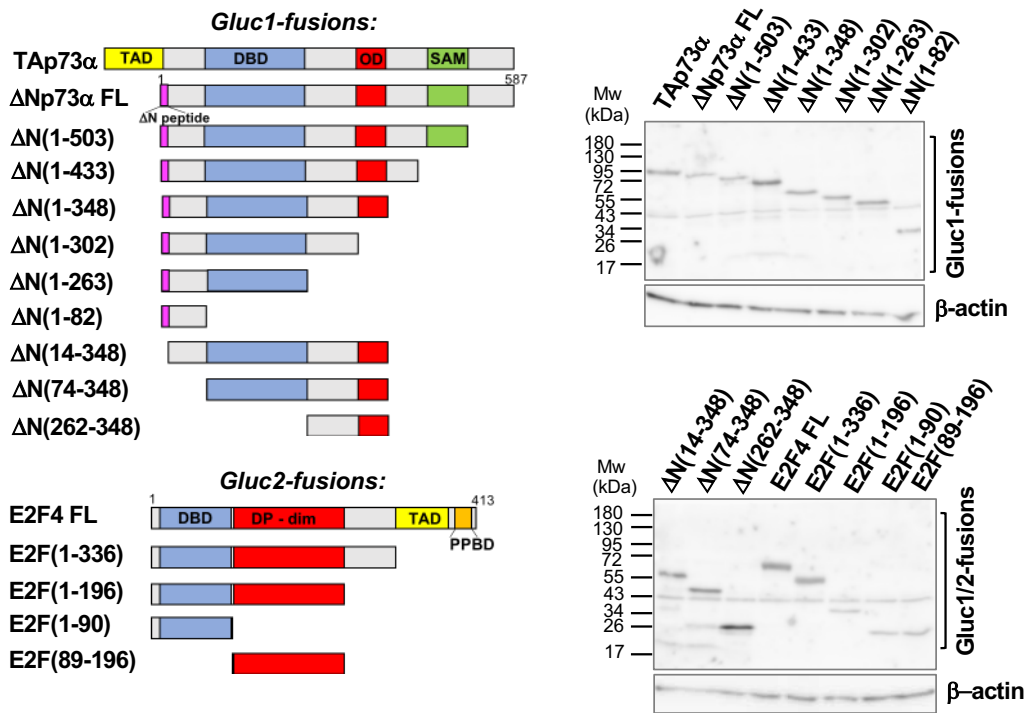 Gluc1-fusions:
TAp73α TAD DBD OD SAM
1 587
ΔNp73α FL
ΔN peptide
ΔN(1-503)
ΔN(1-433)
ΔN(1-348)
ΔN(1-302)
ΔN(1-263)
ΔN(1-82)
ΔN(14-348)
ΔN(74-348)
ΔN(262-348)
Gluc2-fusions:
1 413
E2F4 FL DBD DP - dim TAD
PPBD
E2F(1-336)
E2F(1-196)
E2F(1-90)
E2F(89-196)
TAp73α
ΔNp73α FL
ΔN(1-503)
ΔN(1-433)
ΔN(1-348)
ΔN(1-302)
ΔN(1-263)
ΔN(1-82)
Mw
(kDa)
180
130
95
72
55
43
34
26
17
Gluc1-fusions
β-actin
ΔN(14-348)
ΔN(74-348)
ΔN(262-348)
E2F4 FL
E2F(1-336)
E2F(1-196)
E2F(1-90)
E2F(89-196)
Mw
(kDa)
180
130
95
72
55
43
34
26
17
Gluc1/2-fusions
β–actin